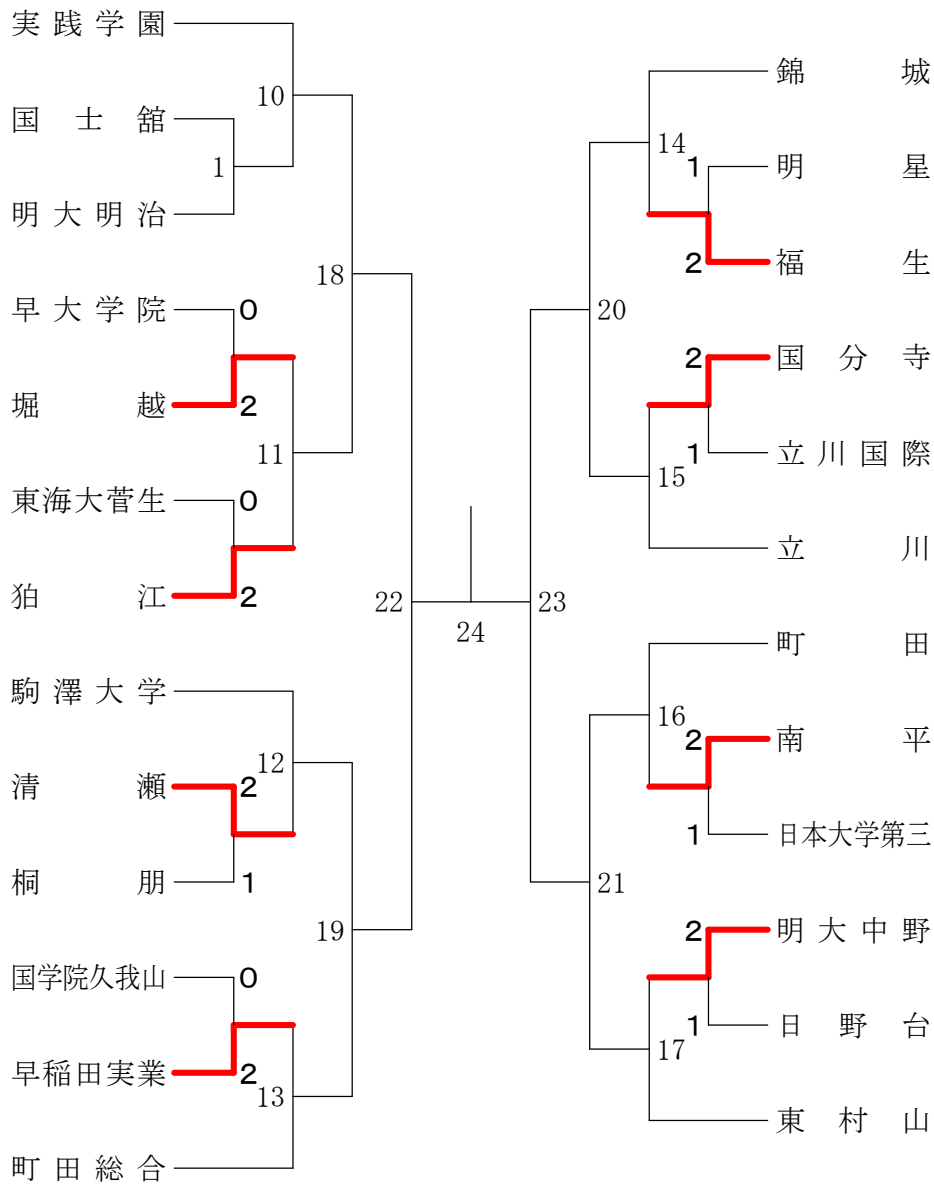 実践学園
10
国士舘
1
明大明治
18
早大学院
0
堀越
2
11
東海大菅生
0
狛江
2
22
駒澤大学
12
清瀬
2
桐朋
1
19
国学院久我山
0
早稲田実業
2
13
町田総合
24
錦城
14
1
明星
2
福生
20
2
国分寺
1
立川国際
15
立川
23
町田
16
2
南平
1
日本大学第三
21
2
明大中野
1
日野台
17
東村山